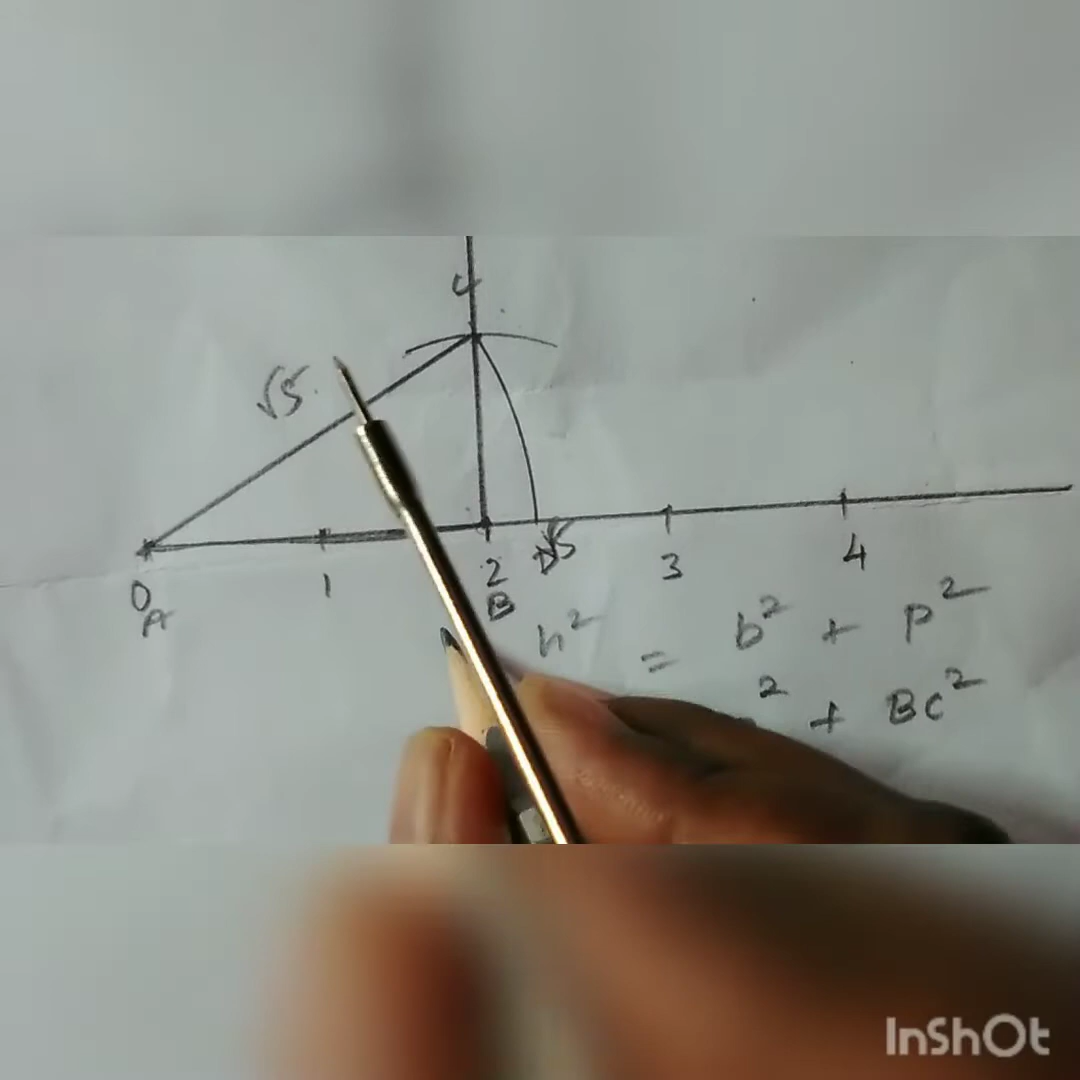 C
√5
0 1 2 √5 3 4
A B
h² = b² + p²
² + BC²
InShOt